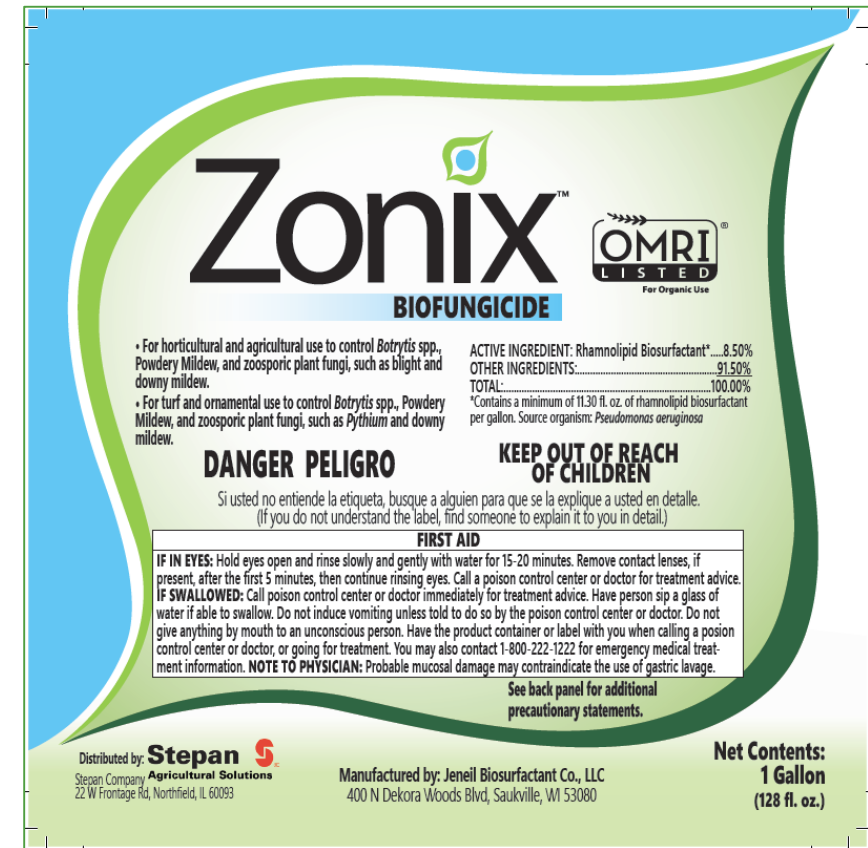 Zonix™
BIOFUNGICIDE
OMRI®
LISTED
For Organic Use
• For horticultural and agricultural use to control Botrytis spp.,
Powdery Mildew, and zoosporic plant fungi, such as blight and
downy mildew.
• For turf and ornamental use to control Botrytis spp., Powdery
Mildew, and zoosporic plant fungi, such as Pythium and downy
mildew.
ACTIVE INGREDIENT: Rhamnolipid Biosurfactant*.....8.50%
OTHER INGREDIENTS:..................................................91.50%
TOTAL:..........................................................................100.00%
*Contains a minimum of 11.30 fl. oz. of rhamnolipid biosurfactant
per gallon. Source organism: Pseudomonas aeruginosa
DANGER PELIGRO
KEEP OUT OF REACH
OF CHILDREN
Si usted no entiende la etiqueta, busque a alguien para que se la explique a usted en detalle.
(If you do not understand the label, find someone to explain it to you in detail.)
FIRST AID
IF IN EYES: Hold eyes open and rinse slowly and gently with water for 15-20 minutes. Remove contact lenses, if
present, after the first 5 minutes, then continue rinsing eyes. Call a poison control center or doctor for treatment advice.
IF SWALLOWED: Call poison control center or doctor immediately for treatment advice. Have person sip a glass of
water if able to swallow. Do not induce vomiting unless told to do so by the poison control center or doctor. Do not
give anything by mouth to an unconscious person. Have the product container or label with you when calling a posion
control center or doctor, or going for treatment. You may also contact 1-800-222-1222 for emergency medical treat-
ment information. NOTE TO PHYSICIAN: Probable mucosal damage may contraindicate the use of gastric lavage.
See back panel for additional
precautionary statements.
Distributed by: Stepan
Agricultural Solutions
Stepan Company
22 W Frontage Rd, Northfield, IL 60093
Manufactured by: Jeneil Biosurfactant Co., LLC
400 N Dekora Woods Blvd, Saukville, WI 53080
Net Contents:
1 Gallon
(128 fl. oz.)